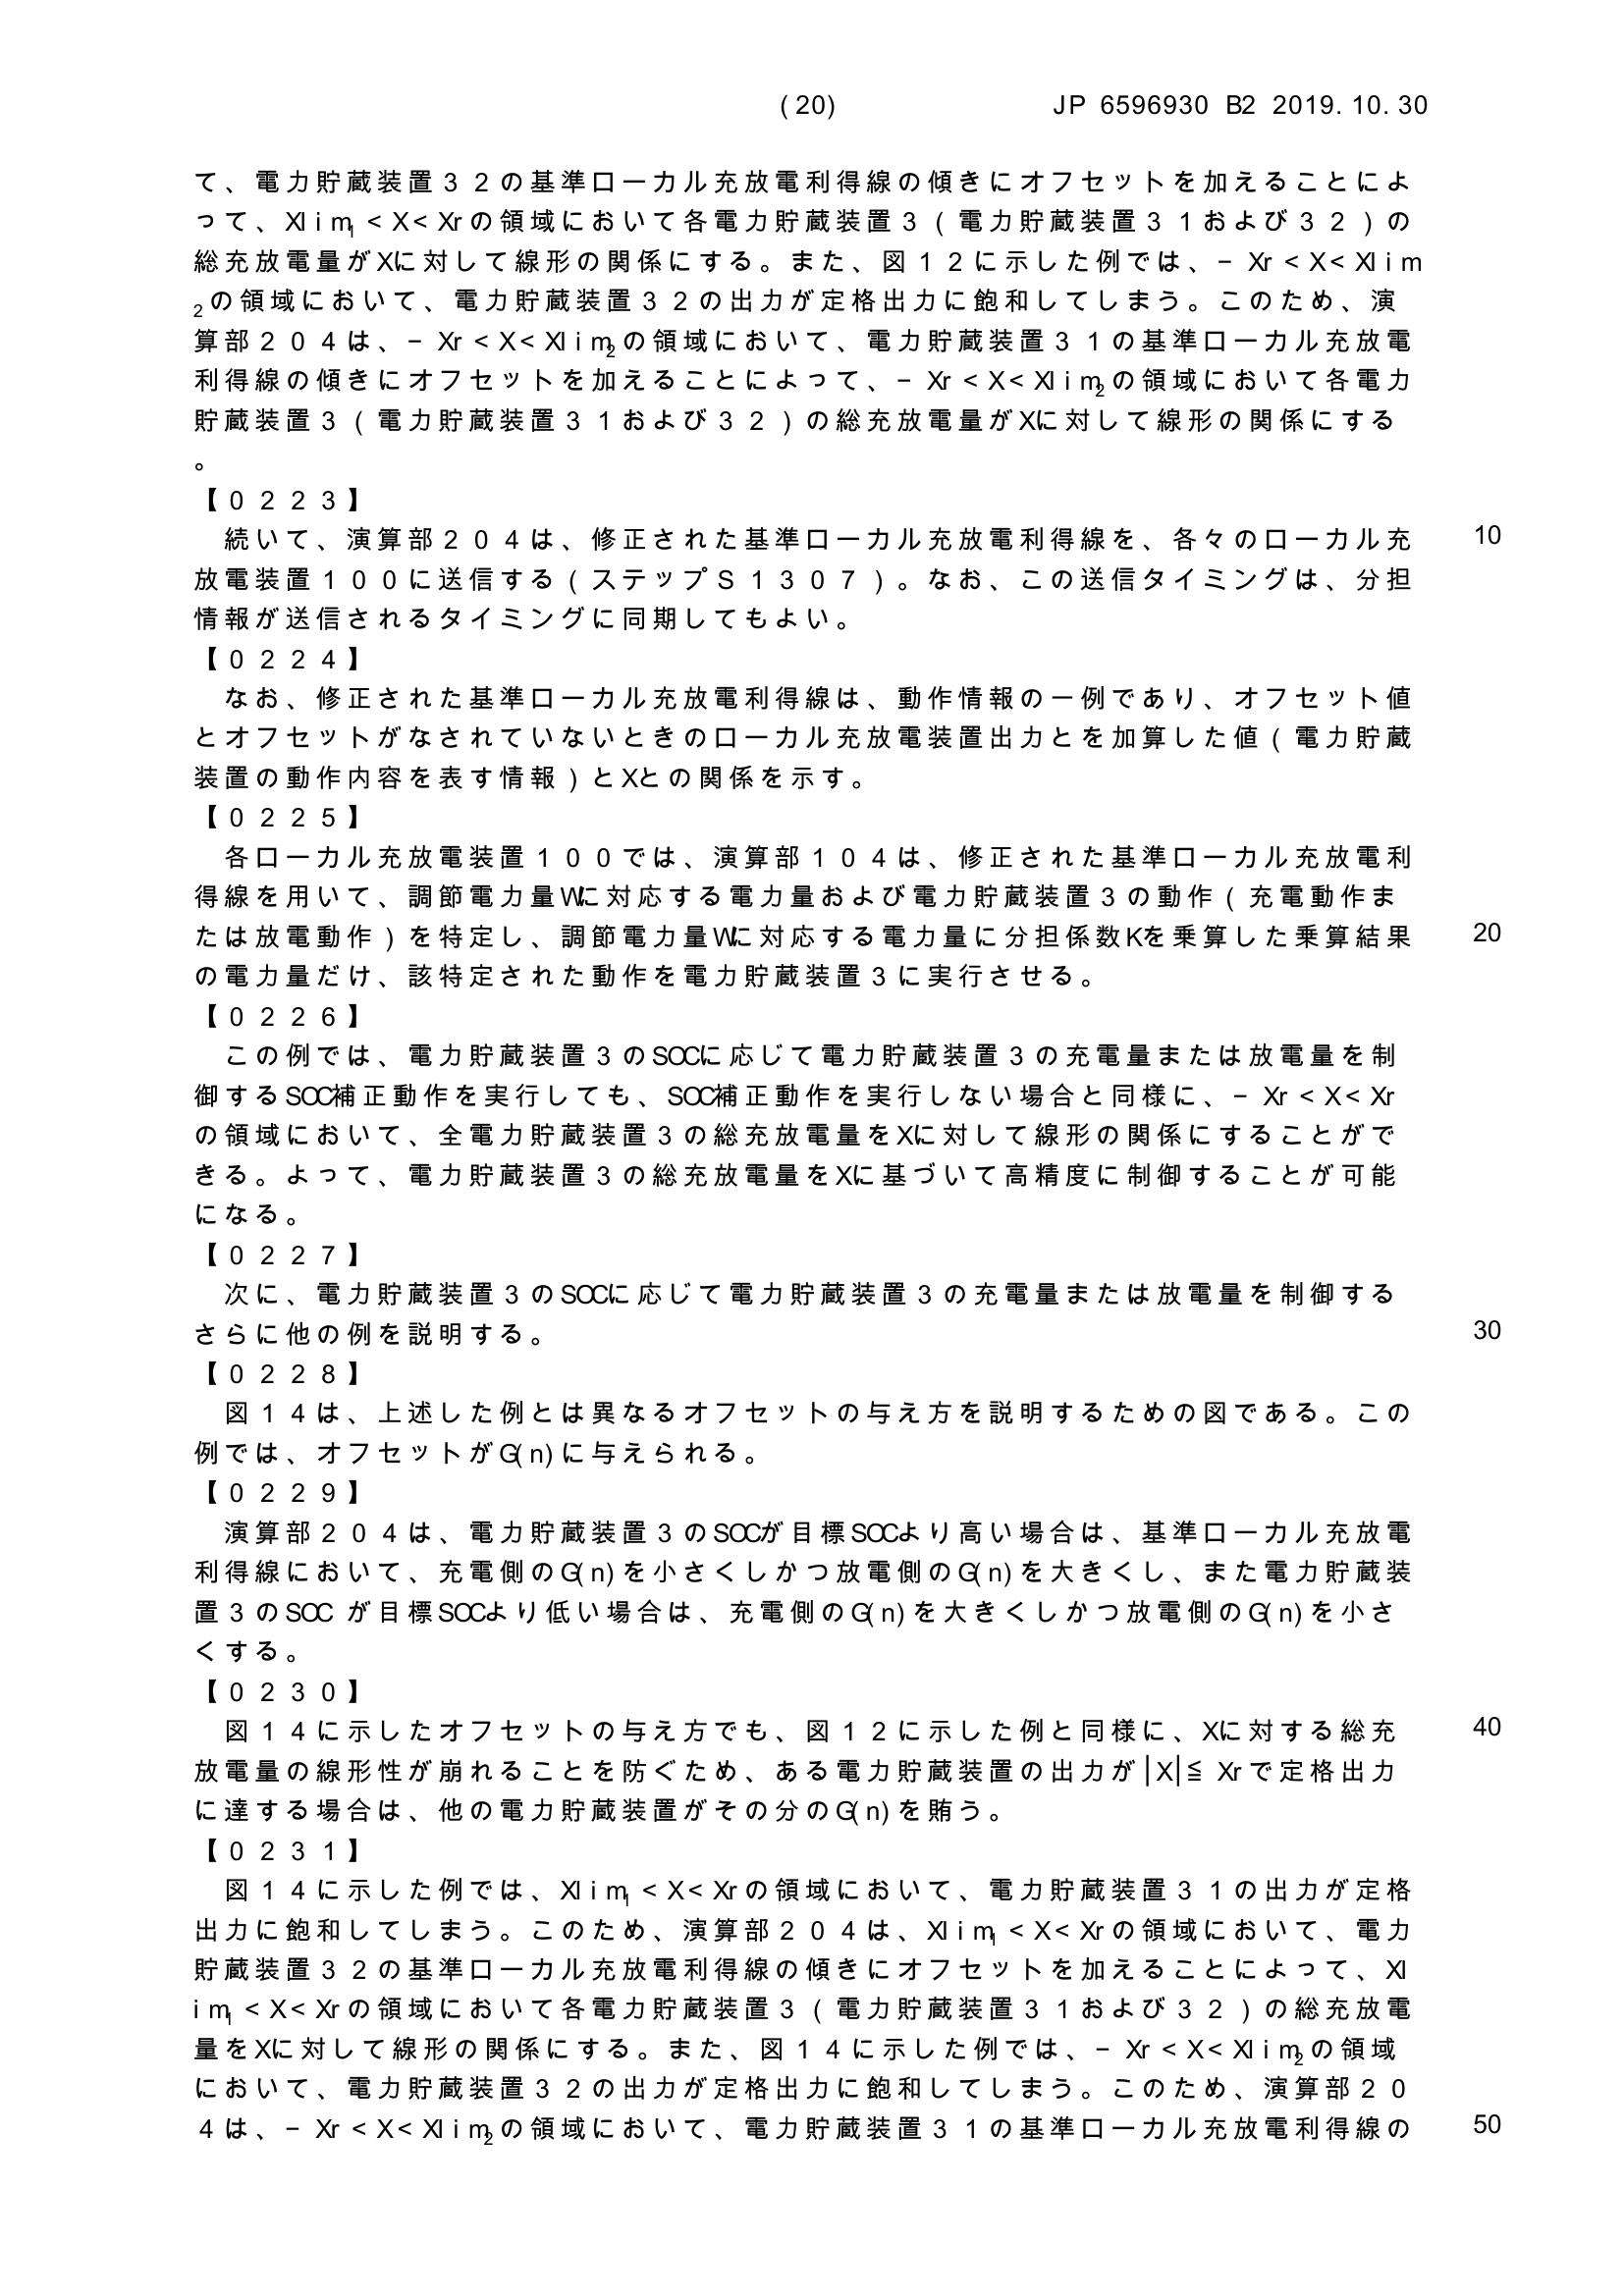 (20) JP 6596930 B2 2019.10.30
て、電力貯蔵装置３２の基準ローカル充放電利得線の傾きにオフセットを加えることによ
って、Xlim₁<X<Xrの領域において各電力貯蔵装置３（電力貯蔵装置３１および３２）の
総充放電量がXに対して線形の関係にする。また、図１２に示した例では、－Xr<X<Xlim
₂の領域において、電力貯蔵装置３２の出力が定格出力に飽和してしまう。このため、演
算部２０４は、－Xr<X<Xlim₂の領域において、電力貯蔵装置３１の基準ローカル充放電
利得線の傾きにオフセットを加えることによって、－Xr<X<Xlim₂の領域において各電力
貯蔵装置３（電力貯蔵装置３１および３２）の総充放電量がXに対して線形の関係にする
。
【０２２３】
　続いて、演算部２０４は、修正された基準ローカル充放電利得線を、各々のローカル充 10
放電装置１００に送信する（ステップＳ１３０７）。なお、この送信タイミングは、分担
情報が送信されるタイミングに同期してもよい。
【０２２４】
　なお、修正された基準ローカル充放電利得線は、動作情報の一例であり、オフセット値
とオフセットがなされていないときのローカル充放電装置出力とを加算した値（電力貯蔵
装置の動作内容を表す情報）とXとの関係を示す。
【０２２５】
　各ローカル充放電装置１００では、演算部１０４は、修正された基準ローカル充放電利
得線を用いて、調節電力量Wに対応する電力量および電力貯蔵装置３の動作（充電動作ま
たは放電動作）を特定し、調節電力量Wに対応する電力量に分担係数Kを乗算した乗算結果 20
の電力量だけ、該特定された動作を電力貯蔵装置３に実行させる。
【０２２６】
　この例では、電力貯蔵装置３のSOCに応じて電力貯蔵装置３の充電量または放電量を制
御するSOC補正動作を実行しても、SOC補正動作を実行しない場合と同様に、－Xr<X<Xr
の領域において、全電力貯蔵装置３の総充放電量をXに対して線形の関係にすることがで
きる。よって、電力貯蔵装置３の総充放電量をXに基づいて高精度に制御することが可能
になる。
【０２２７】
　次に、電力貯蔵装置３のSOCに応じて電力貯蔵装置３の充電量または放電量を制御する
さらに他の例を説明する。 30
【０２２８】
　図１４は、上述した例とは異なるオフセットの与え方を説明するための図である。この
例では、オフセットがG(n)に与えられる。
【０２２９】
　演算部２０４は、電力貯蔵装置３のSOCが目標SOCより高い場合は、基準ローカル充放電
利得線において、充電側のG(n)を小さくしかつ放電側のG(n)を大きくし、また電力貯蔵装
置３のSOC が目標SOCより低い場合は、充電側のG(n)を大きくしかつ放電側のG(n)を小さ
くする。
【０２３０】
　図１４に示したオフセットの与え方でも、図１２に示した例と同様に、Xに対する総充 40
放電量の線形性が崩れることを防ぐため、ある電力貯蔵装置の出力が|X|≦Xrで定格出力
に達する場合は、他の電力貯蔵装置がその分のG(n)を賄う。
【０２３１】
　図１４に示した例では、Xlim₁<X<Xrの領域において、電力貯蔵装置３１の出力が定格
出力に飽和してしまう。このため、演算部２０４は、Xlim₁<X<Xrの領域において、電力
貯蔵装置３２の基準ローカル充放電利得線の傾きにオフセットを加えることによって、Xl
im₁<X<Xrの領域において各電力貯蔵装置３（電力貯蔵装置３１および３２）の総充放電
量をXに対して線形の関係にする。また、図１４に示した例では、－Xr<X<Xlim₂の領域
において、電力貯蔵装置３２の出力が定格出力に飽和してしまう。このため、演算部２０
４は、－Xr<X<Xlim₂の領域において、電力貯蔵装置３１の基準ローカル充放電利得線の 50